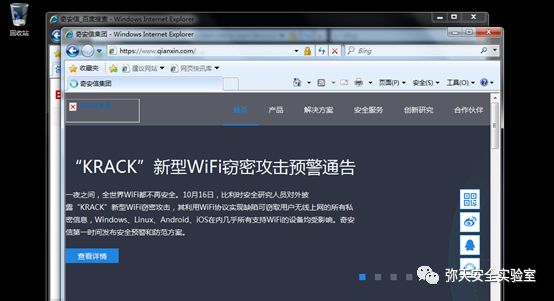 奇安信_百度搜索 - Windows Internet Explorer
回收站
奇安信集团 - Windows Internet Explorer
https://www.qianxin.com/
Bing
收藏夹 建议网站 网页快讯库
奇安信集团
页面(P) 安全(S) 工具(O)
首页 产品 解决方案 安全服务 创新研究 合作伙伴
“KRACK”新型WiFi窃密攻击预警通告
一夜之间，全世界WiFi都不再安全。10月16日，比利时安全研究人员对外披
露“KRACK”新型WiFi窃密攻击，其利用WiFi协议实现缺陷可窃取用户无线上网的所有私
密信息，Windows、Linux、Android、iOS在内几乎所有支持WiFi的设备均受影响。奇安
信第一时间发布安全预警和防范方案。
查看详情
弥天安全实验室